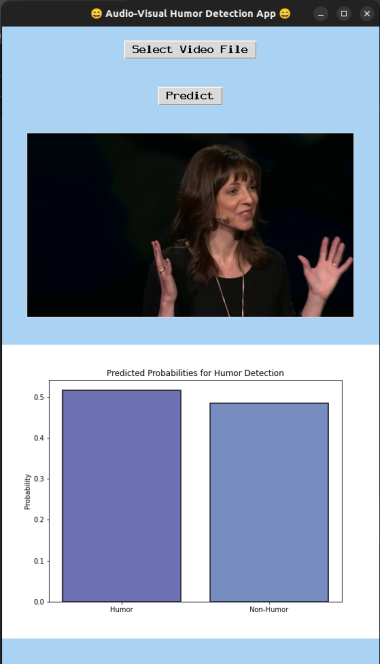 😄 Audio-Visual Humor Detection App 😄
Select Video File
Predict
Predicted Probabilities for Humor Detection
Probability
0.5
0.4
0.3
0.2
0.1
0.0
Humor Non-Humor